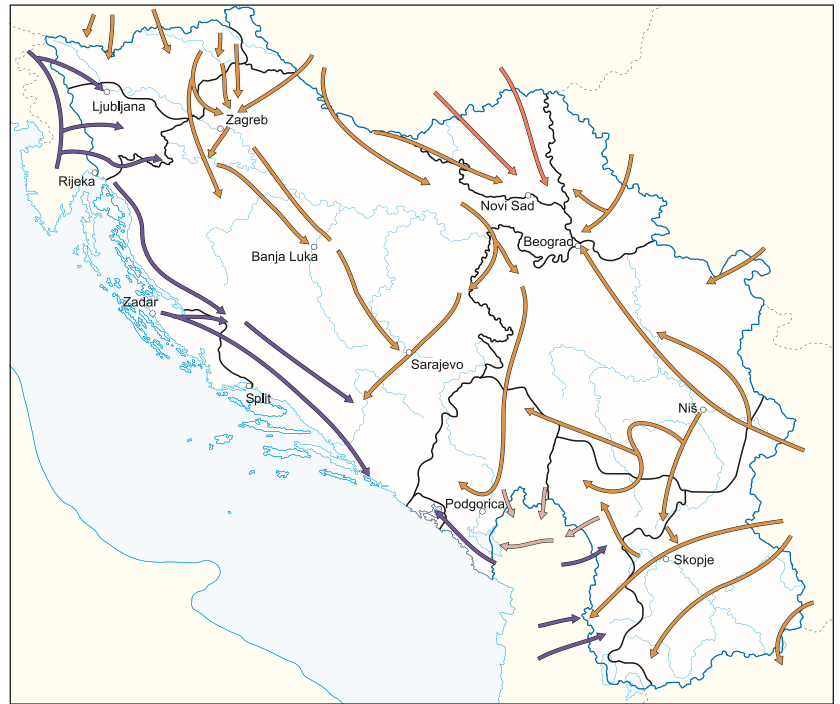 Ljubljana
Zagreb
Rijeka
Novi Sad
Beograd
Banja Luka
Zadar
Sarajevo
Split
Niš
Podgorica
Skopje